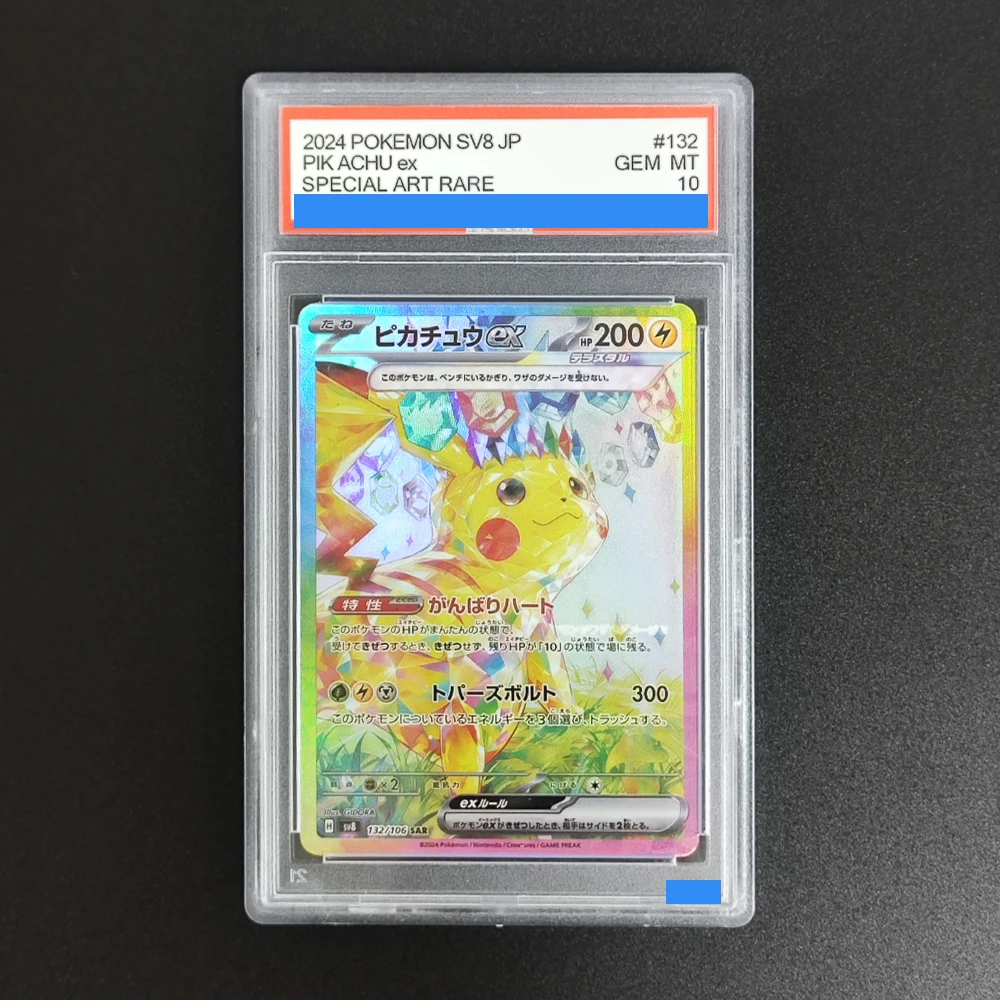 2024 POKEMON SV8 JP #132
PIK ACHU ex GEM MT
SPECIAL ART RARE 10
たね ピカチュウex HP 200
テラスタル
このポケモンは、ベンチにいるかぎり、ワザのダメージを受けない。
特性 がんばりハート
このポケモンのHPがまんたんの状態で、
受けてきぜつするとき、きぜつせず、残りHPが「10」の状態で場に残る。
トパーズボルト 300
このポケモンについているエネルギーを3個選び、トラッシュする。
×2 抵抗力 にげる
exルール
ポケモンexがきぜつしたとき、相手はサイドを2枚とる。
Illus. GIDORA
H sv8 132/106 SAR
©2024 Pokémon / Nintendo / Creatures / GAME FREAK
21